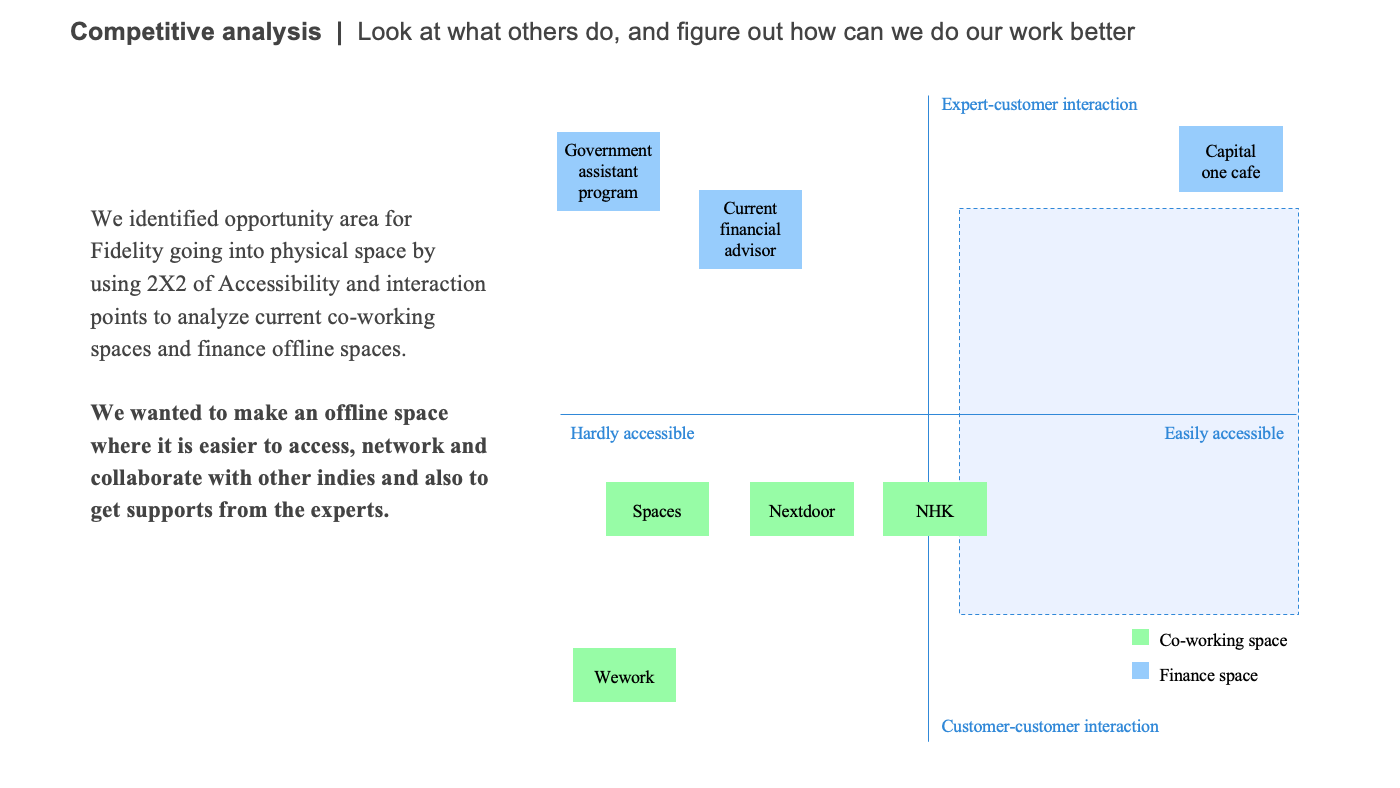 Competitive analysis | Look at what others do, and figure out how can we do our work better
We identified opportunity area for
Fidelity going into physical space by
using 2X2 of Accessibility and interaction
points to analyze current co-working
spaces and finance offline spaces.
We wanted to make an offline space
where it is easier to access, network and
collaborate with other indies and also to
get supports from the experts.
Expert-customer interaction
Government
assistant
program
Current
financial
advisor
Capital
one cafe
Hardly accessible
Easily accessible
Spaces
Nextdoor
NHK
Wework
Co-working space
Finance space
Customer-customer interaction